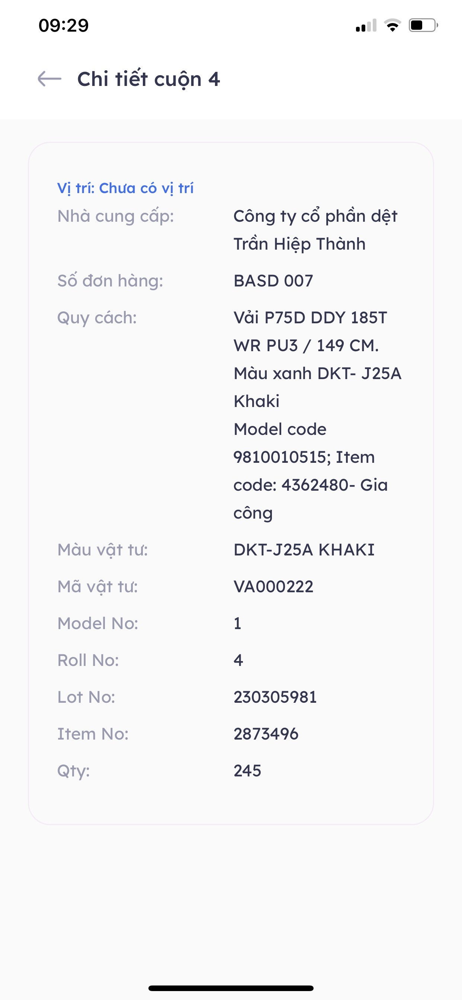 09:29
Chi tiết cuộn 4
Vị trí: Chưa có vị trí
Nhà cung cấp: Công ty cổ phần dệt
Trần Hiệp Thành
Số đơn hàng: BASD 007
Quy cách: Vải P75D DDY 185T
WR PU3 / 149 CM.
Màu xanh DKT- J25A
Khaki
Model code
9810010515; Item
code: 4362480- Gia
công
Màu vật tư: DKT-J25A KHAKI
Mã vật tư: VA000222
Model No: 1
Roll No: 4
Lot No: 230305981
Item No: 2873496
Qty: 245